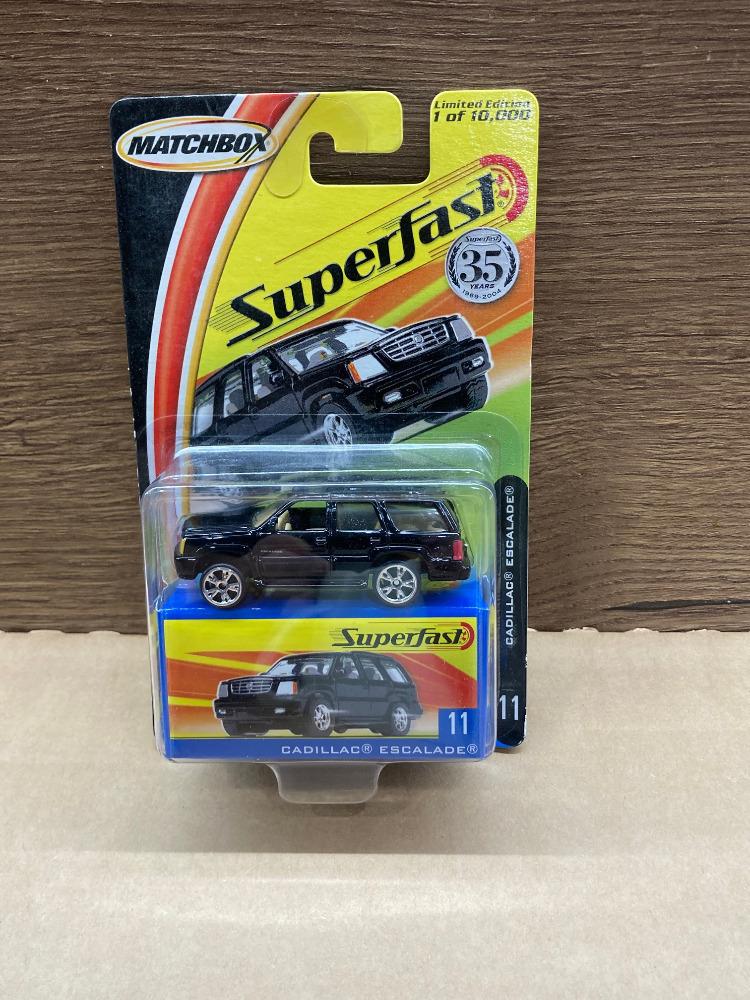 MATCHBOX
Limited Edition
1 of 10,000
Superfast®
Superfast
35
YEARS
1969-2004
CADILLAC® ESCALADE®
11
Superfast
11
CADILLAC® ESCALADE®